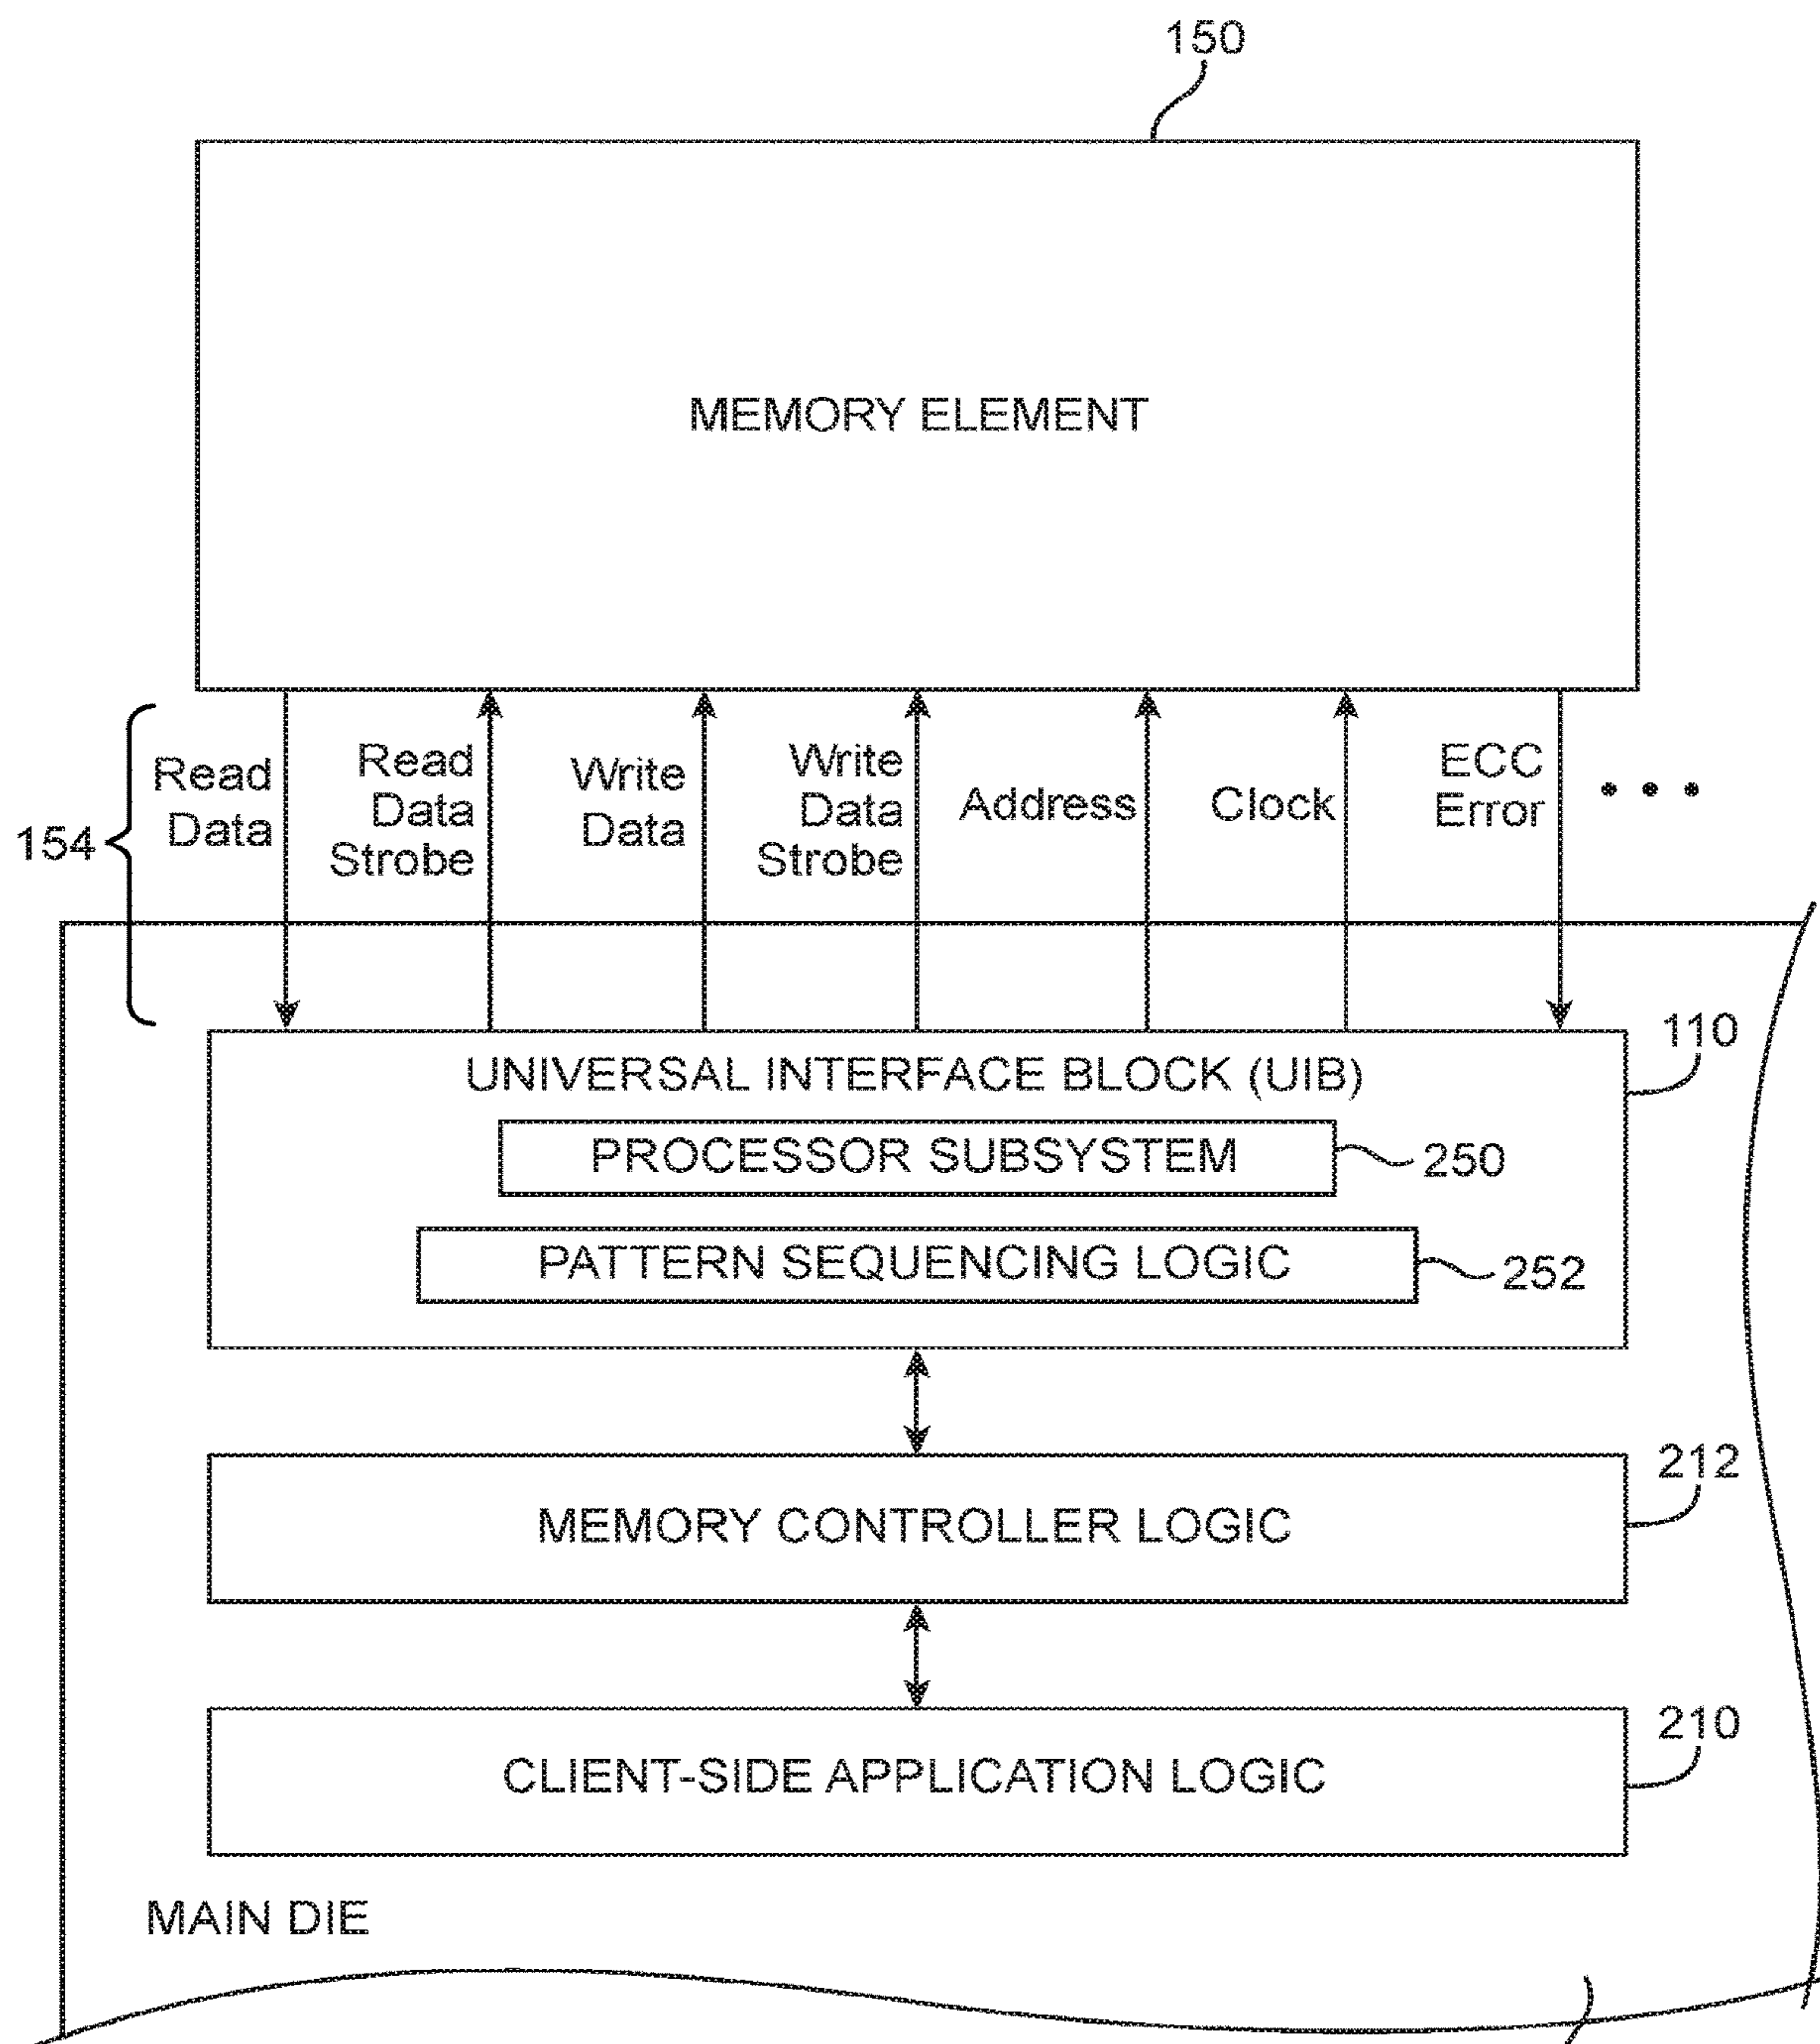 150
MEMORY ELEMENT
154
Read
Data
Read
Data
Strobe
Write
Data
Write
Data
Strobe
Address
Clock
ECC
Error
110
UNIVERSAL INTERFACE BLOCK (UIB)
PROCESSOR SUBSYSTEM
250
PATTERN SEQUENCING LOGIC
252
212
MEMORY CONTROLLER LOGIC
210
CLIENT-SIDE APPLICATION LOGIC
MAIN DIE